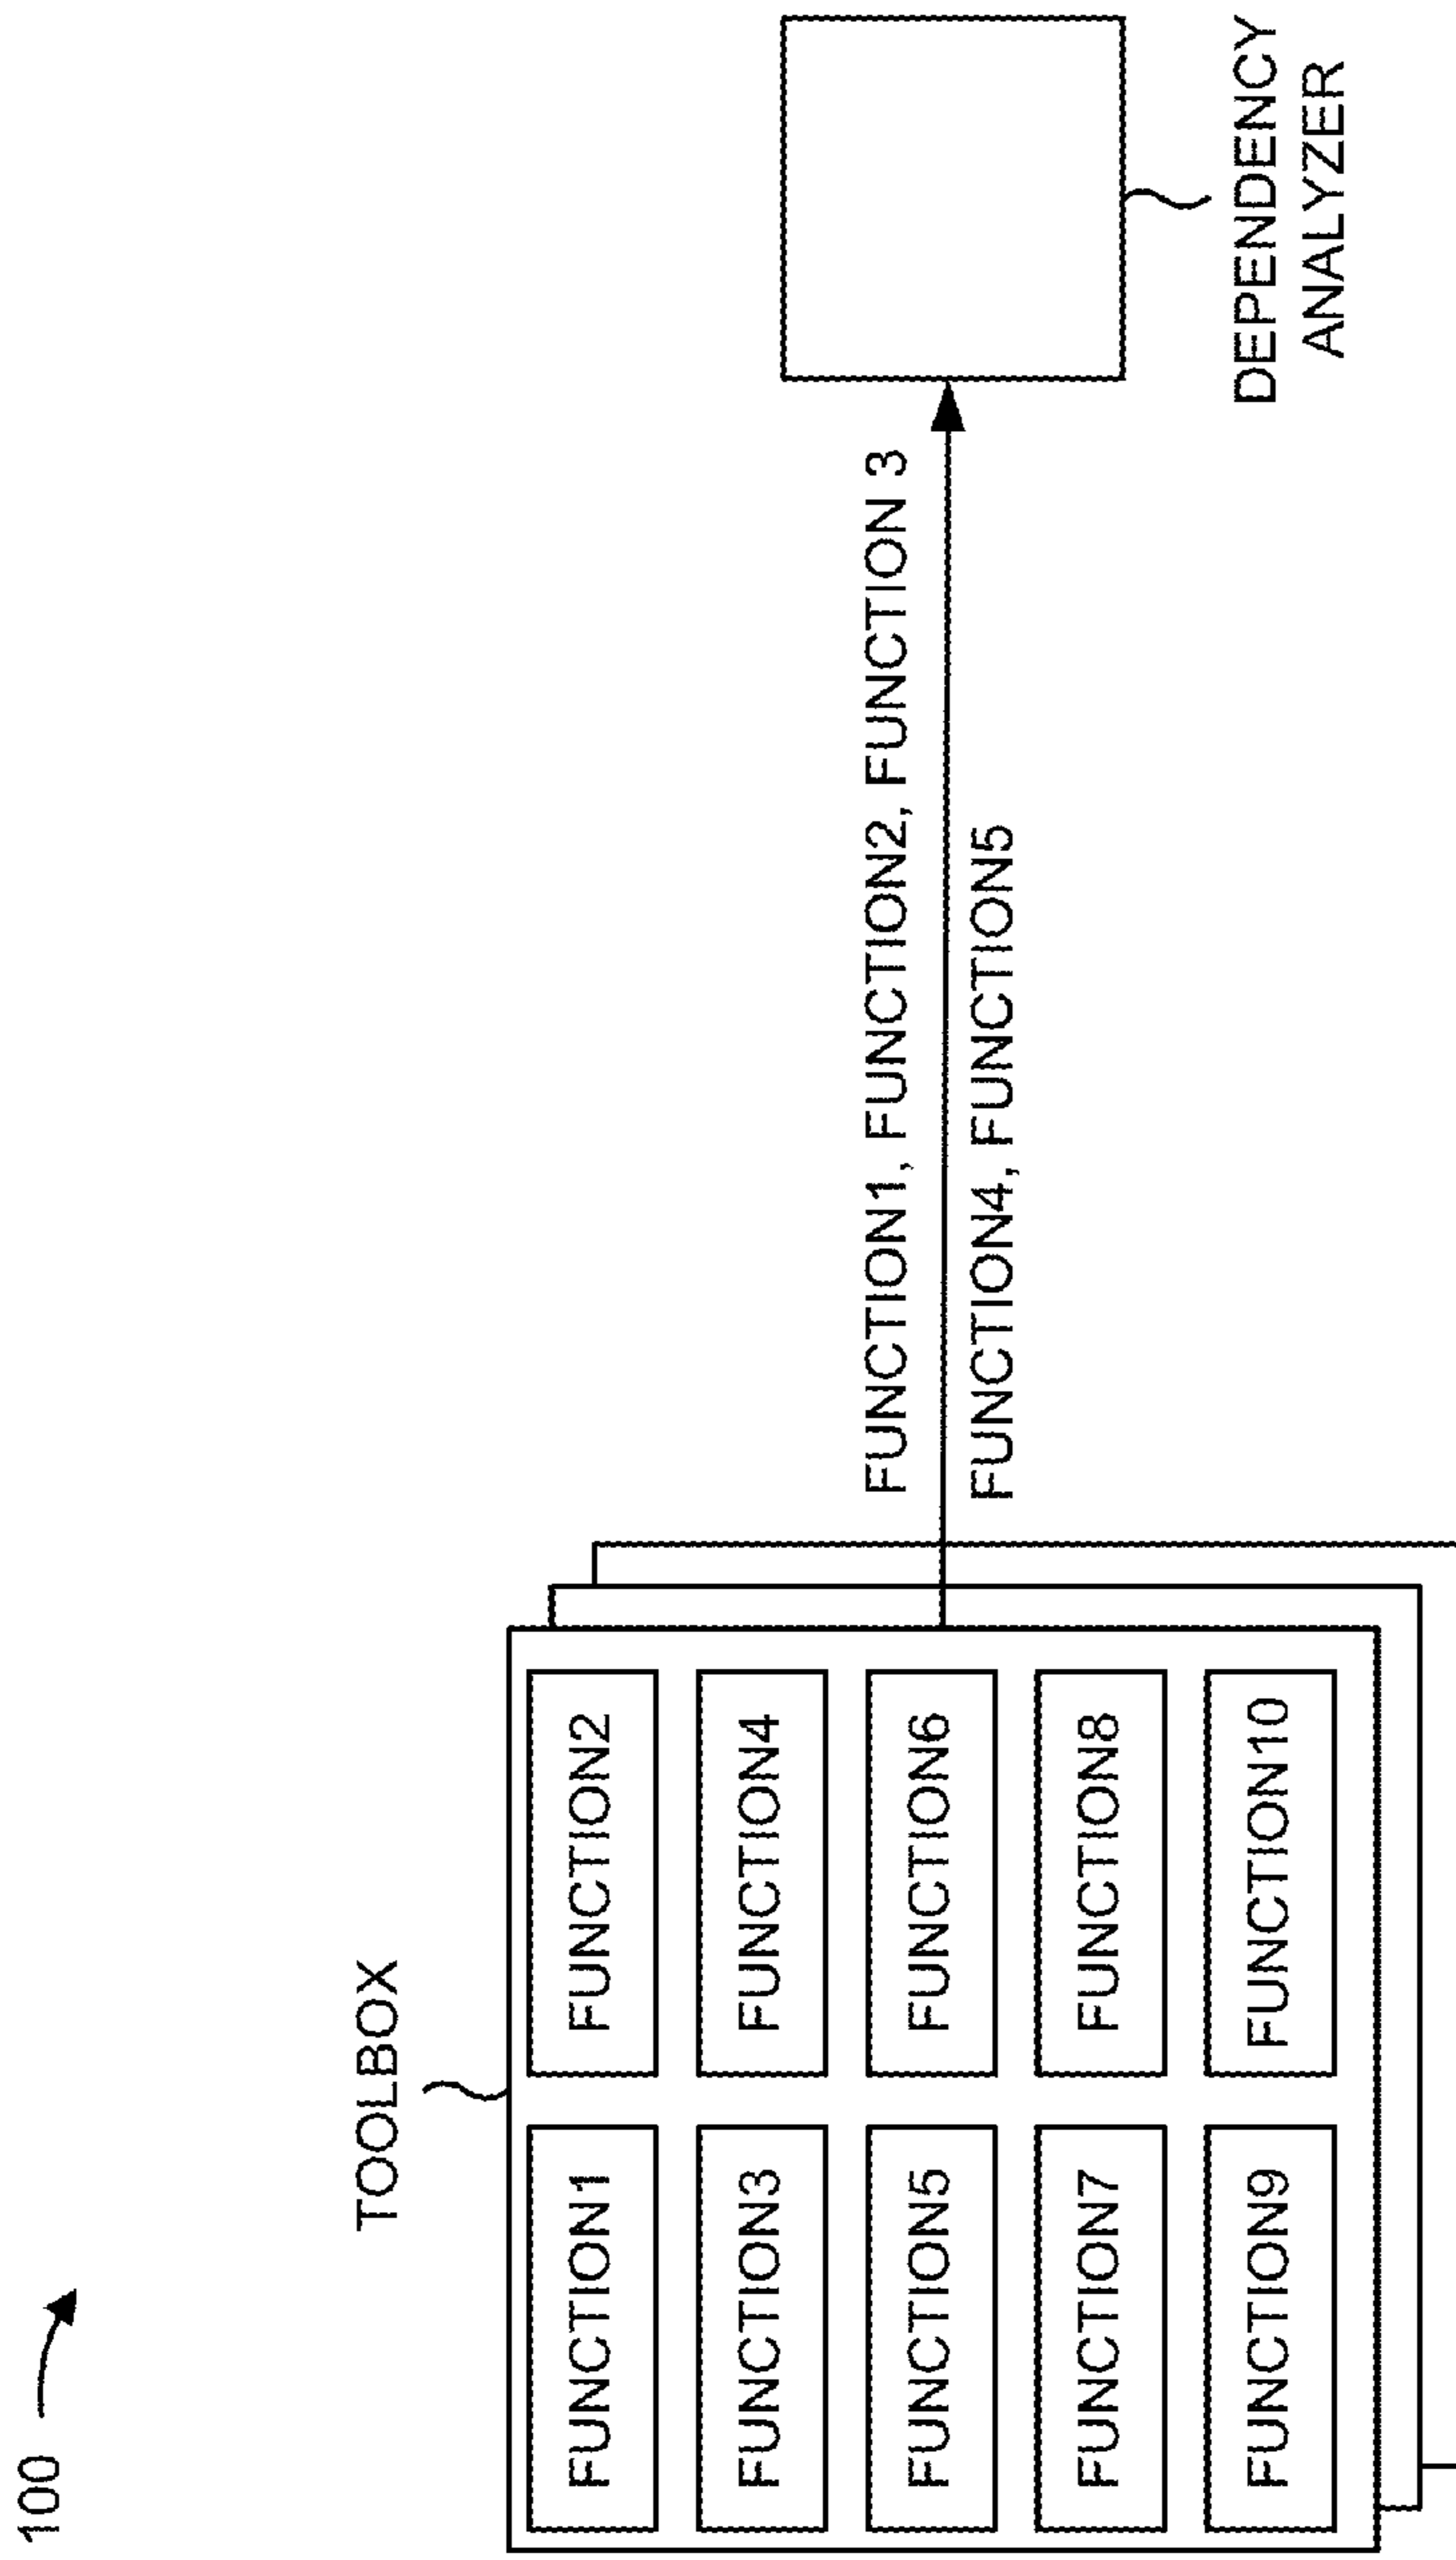 100
TOOLBOX
FUNCTION1
FUNCTION2
FUNCTION3
FUNCTION4
FUNCTION5
FUNCTION6
FUNCTION7
FUNCTION8
FUNCTION9
FUNCTION10
FUNCTION1, FUNCTION2, FUNCTION 3
FUNCTION4, FUNCTION5
DEPENDENCY
ANALYZER